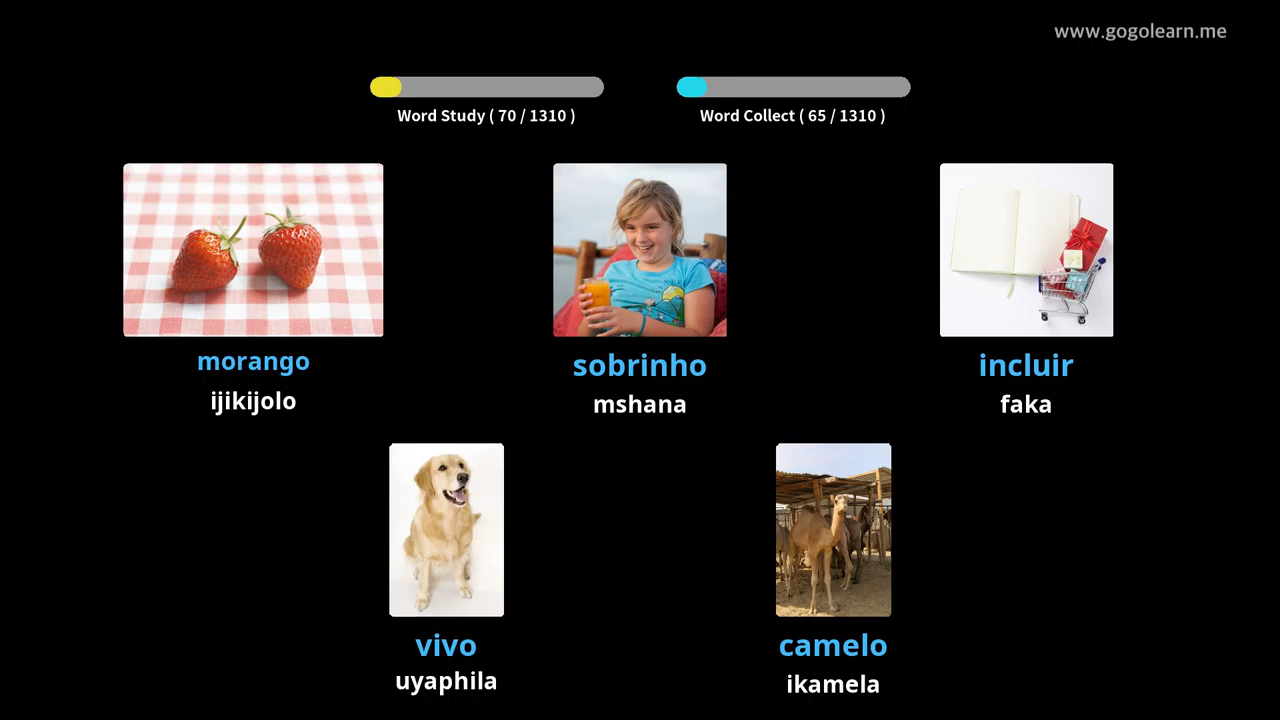 www.gogolearn.me
Word Study ( 70 / 1310 )
Word Collect ( 65 / 1310 )
morango
ijikijolo
sobrinho
mshana
incluir
faka
vivo
uyaphila
camelo
ikamela